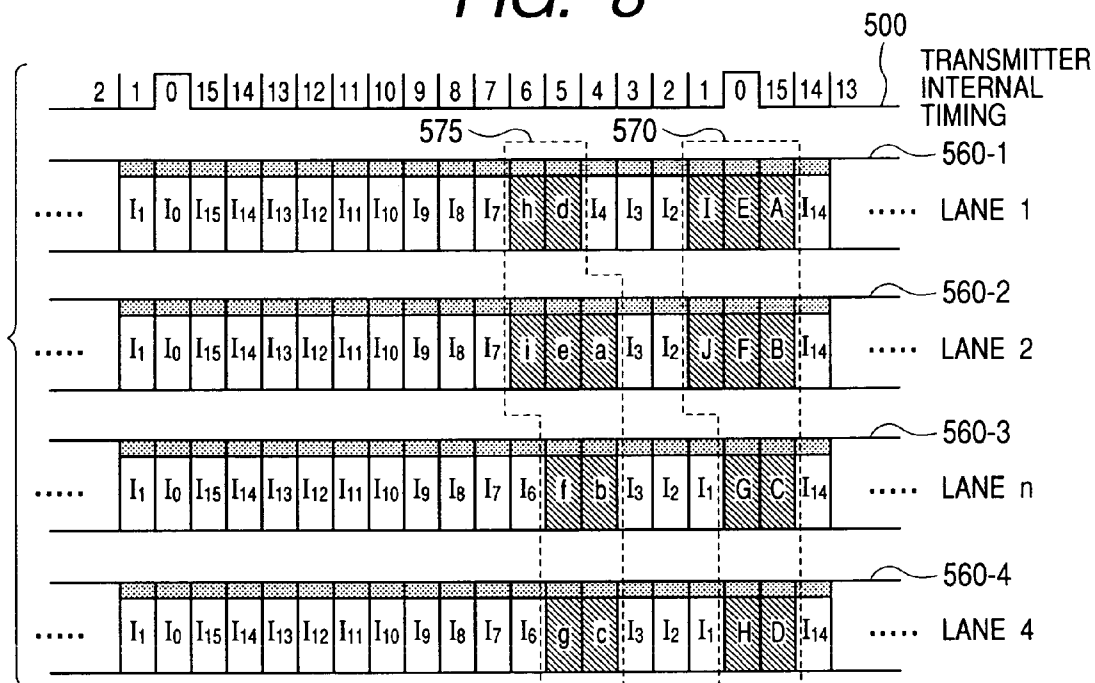 FIG. 8
500
TRANSMITTER
INTERNAL
TIMING
2 1 0 15 14 13 12 11 10 9 8 7 6 5 4 3 2 1 0 15 14 13
575 570
560-1
..... I1 I0 I15 I14 I13 I12 I11 I10 I9 I8 I7 h d I4 I3 I2 I E A I14 ..... LANE 1
560-2
..... I1 I0 I15 I14 I13 I12 I11 I10 I9 I8 I7 i e a I3 I2 J F B I14 ..... LANE 2
560-3
..... I1 I0 I15 I14 I13 I12 I11 I10 I9 I8 I7 I6 f b I3 I2 I1 G C I14 ..... LANE n
560-4
..... I1 I0 I15 I14 I13 I12 I11 I10 I9 I8 I7 I6 g c I3 I2 I1 H D I14 ..... LANE 4